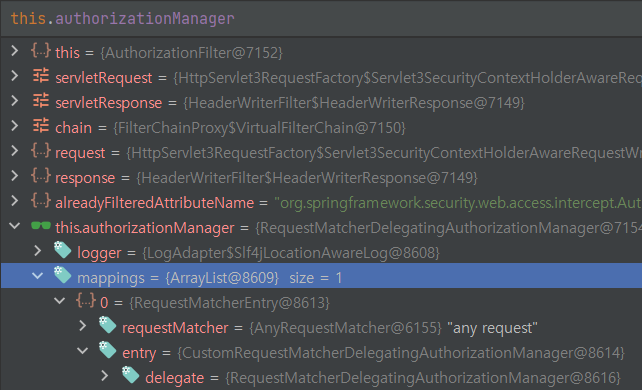 this.authorizationManager
this = {AuthorizationFilter@7152}
servletRequest = {HttpServlet3RequestFactory$Servlet3SecurityContextHolderAwareRequ
servletResponse = {HeaderWriterFilter$HeaderWriterResponse@7149}
chain = {FilterChainProxy$VirtualFilterChain@7150}
request = {HttpServlet3RequestFactory$Servlet3SecurityContextHolderAwareRequestWr
response = {HeaderWriterFilter$HeaderWriterResponse@7149}
alreadyFilteredAttributeName = "org.springframework.security.web.access.intercept.Aut
this.authorizationManager = {RequestMatcherDelegatingAuthorizationManager@7154
logger = {LogAdapter$Slf4jLocationAwareLog@8608}
mappings = {ArrayList@8609} size = 1
0 = {RequestMatcherEntry@8613}
requestMatcher = {AnyRequestMatcher@6155} "any request"
entry = {CustomRequestMatcherDelegatingAuthorizationManager@8614}
delegate = {RequestMatcherDelegatingAuthorizationManager@8616}